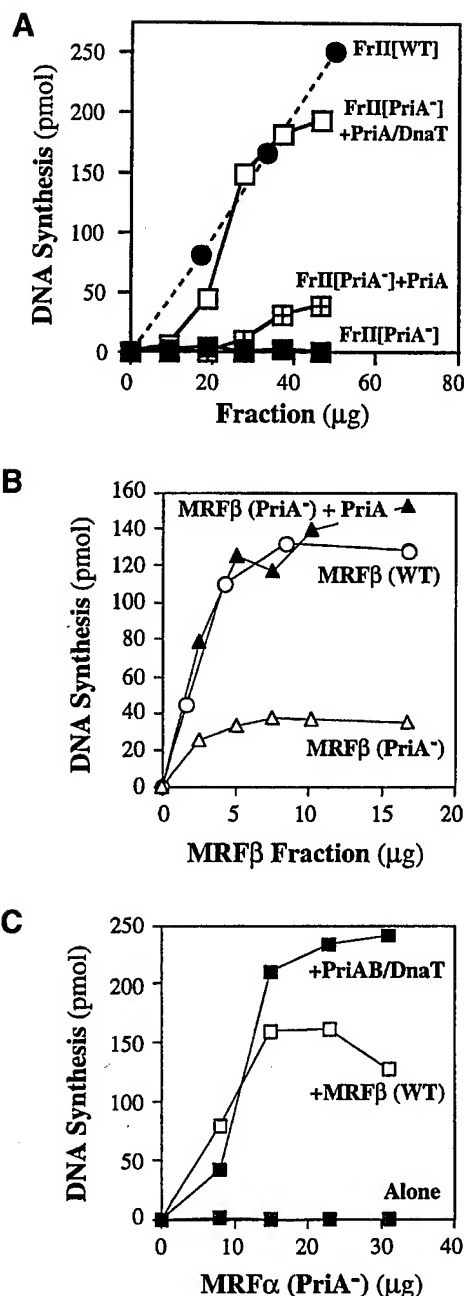 A
250
200
150
100
50
0
DNA Synthesis (pmol)
FrII[WT]
FrII[PriA-]
+PriA/DnaT
FrII[PriA-]+PriA
FrII[PriA-]
0 20 40 60 80
Fraction (µg)
B
160
140
120
100
80
60
40
20
0
DNA Synthesis (pmol)
MRFβ (PriA-) + PriA
MRFβ (WT)
MRFβ (PriA-)
0 5 10 15 20
MRFβ Fraction (µg)
C
250
200
150
100
50
0
DNA Synthesis (pmol)
+PriAB/DnaT
+MRFβ (WT)
Alone
0 10 20 30 40
MRFα (PriA-) (µg)